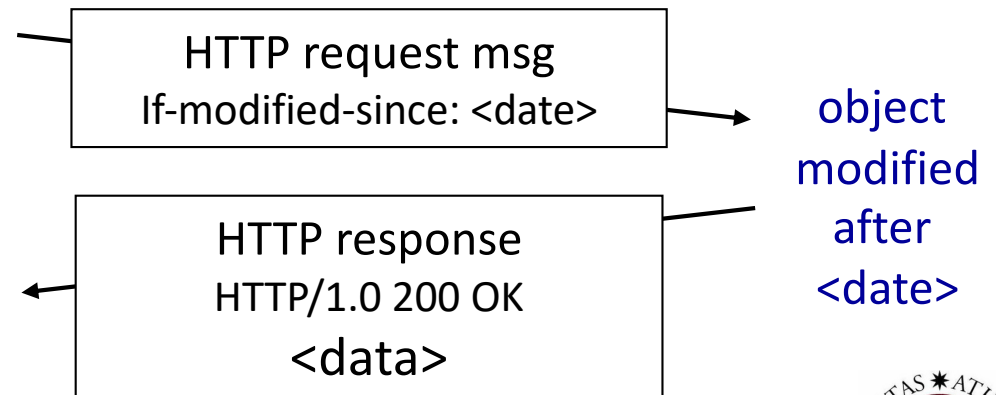 HTTP request msg
If-modified-since: <date>
object
modified
after
<date>
HTTP response
HTTP/1.0 200 OK
<data>